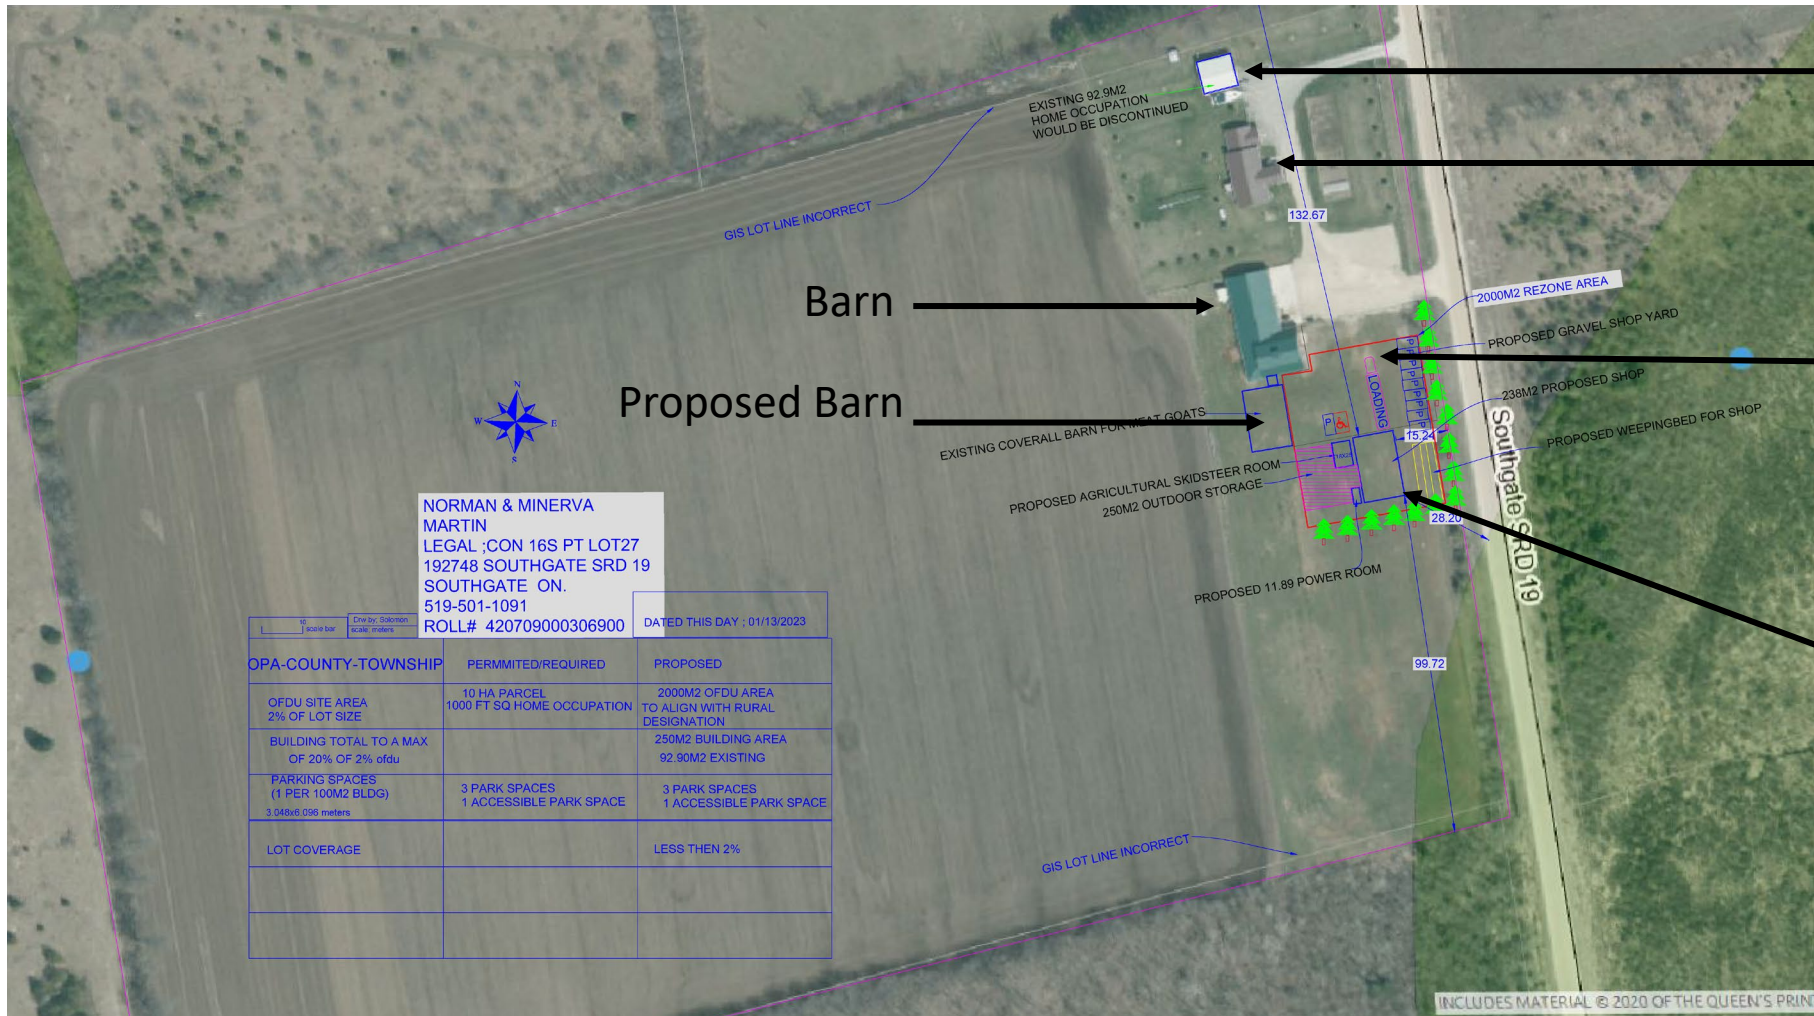 EXISTING 92.9M2
HOME OCCUPATION
WOULD BE DISCONTINUED
GIS LOT LINE INCORRECT
132.67
Barn
2000M2 REZONE AREA
PROPOSED GRAVEL SHOP YARD
P
P
P
P
P
P
P
LOADING
238M2 PROPOSED SHOP
Proposed Barn
EXISTING COVERALL BARN FOR MEAT GOATS
P
15.24
PROPOSED WEEPINGBED FOR SHOP
N
W
E
S
PROPOSED AGRICULTURAL SKIDSTEER ROOM
250M2 OUTDOOR STORAGE
28.20
Southgate SRD 19
PROPOSED 11.89 POWER ROOM
99.72
NORMAN & MINERVA
MARTIN
LEGAL ;CON 16S PT LOT27
192748 SOUTHGATE SRD 19
SOUTHGATE ON.
519-501-1091
ROLL# 420709000306900
DATED THIS DAY ; 01/13/2023
10
scale bar
Drw by; Solomon
scale; meters
OPA-COUNTY-TOWNSHIP
PERMMITED/REQUIRED
PROPOSED
OFDU SITE AREA
2% OF LOT SIZE
10 HA PARCEL
1000 FT SQ HOME OCCUPATION
2000M2 OFDU AREA
TO ALIGN WITH RURAL
DESIGNATION
BUILDING TOTAL TO A MAX
OF 20% OF 2% ofdu
250M2 BUILDING AREA
92.90M2 EXISTING
PARKING SPACES
(1 PER 100M2 BLDG)
3.048x6.096 meters
3 PARK SPACES
1 ACCESSIBLE PARK SPACE
3 PARK SPACES
1 ACCESSIBLE PARK SPACE
LOT COVERAGE
LESS THEN 2%
GIS LOT LINE INCORRECT
INCLUDES MATERIAL © 2020 OF THE QUEEN'S PRIN